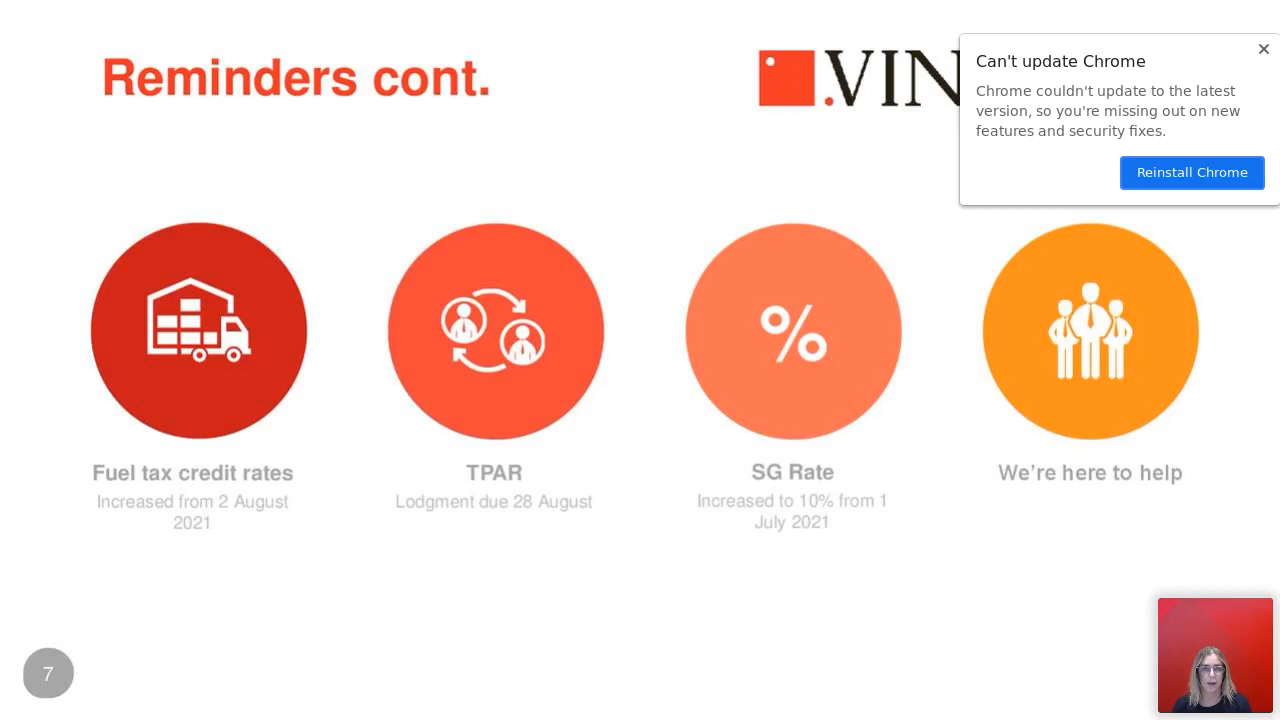 Reminders cont.
.VIN
Can't update Chrome
Chrome couldn't update to the latest
version, so you're missing out on new
features and security fixes.
Reinstall Chrome
%
Fuel tax credit rates
Increased from 2 August
2021
TPAR
Lodgment due 28 August
SG Rate
Increased to 10% from 1
July 2021
We're here to help
7